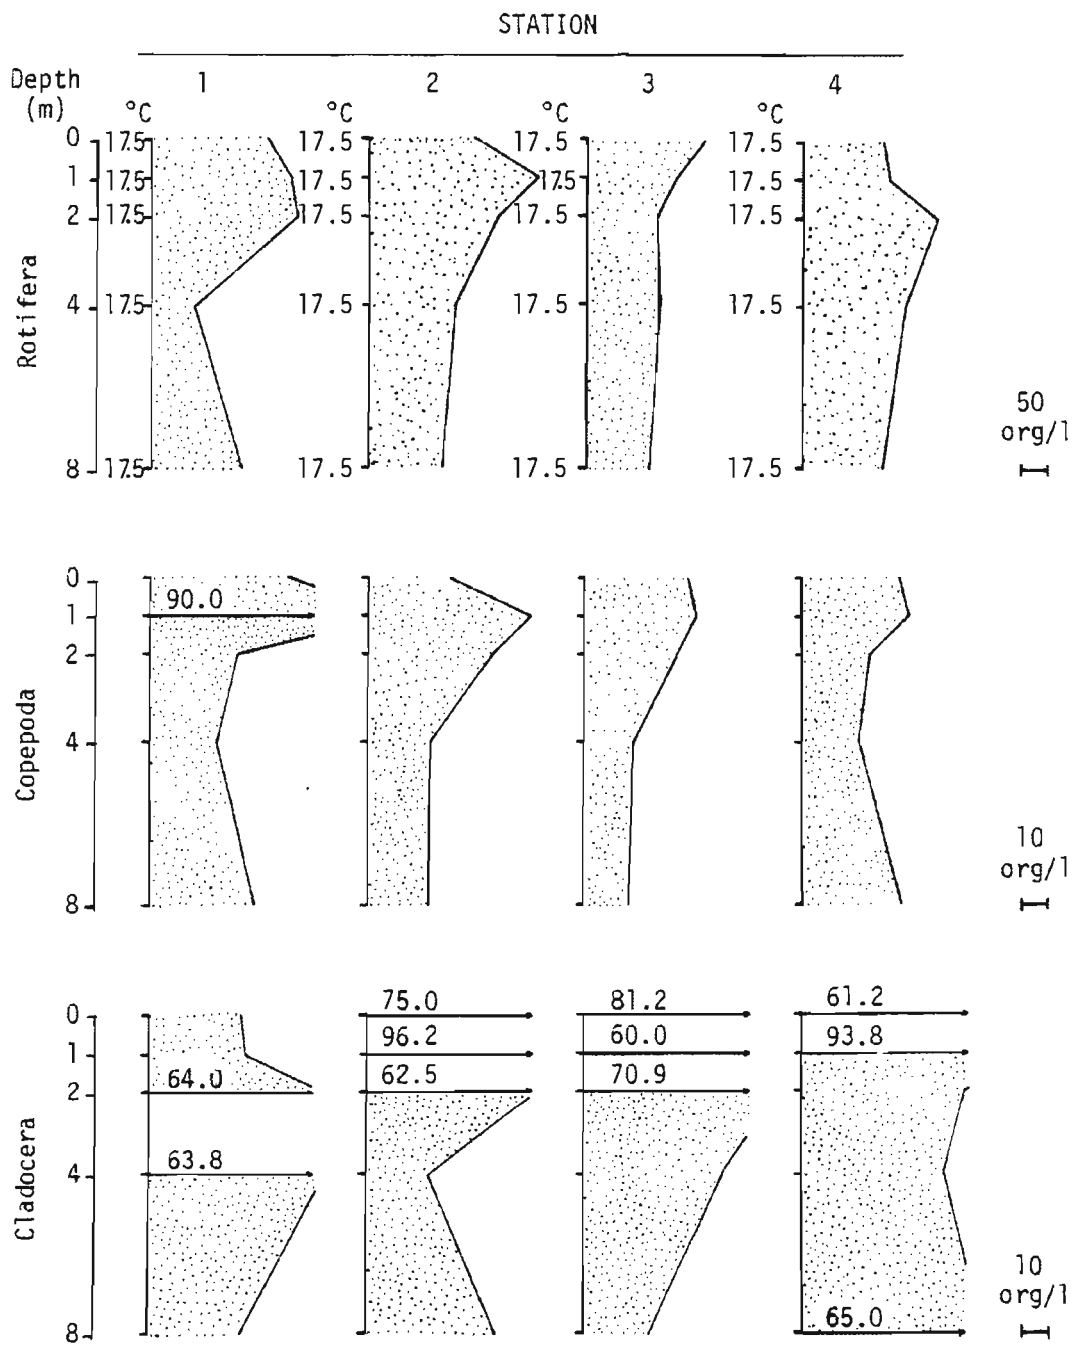 STATION
Depth (m) 1 2 3 4
°C °C °C °C
0 17.5 17.5 17.5 17.5
1 17.5 17.5 17.5 17.5
2 17.5 17.5 17.5 17.5
Rotifera
4 17.5 17.5 17.5 17.5
50
org/l
8 17.5 17.5 17.5 17.5
0
90.0
1
2
Copepoda
4
10
org/l
8
75.0 81.2 61.2
0
96.2 60.0 93.8
1
64.0 62.5 70.9
2
Cladocera
63.8
4
10
org/l
65.0
8